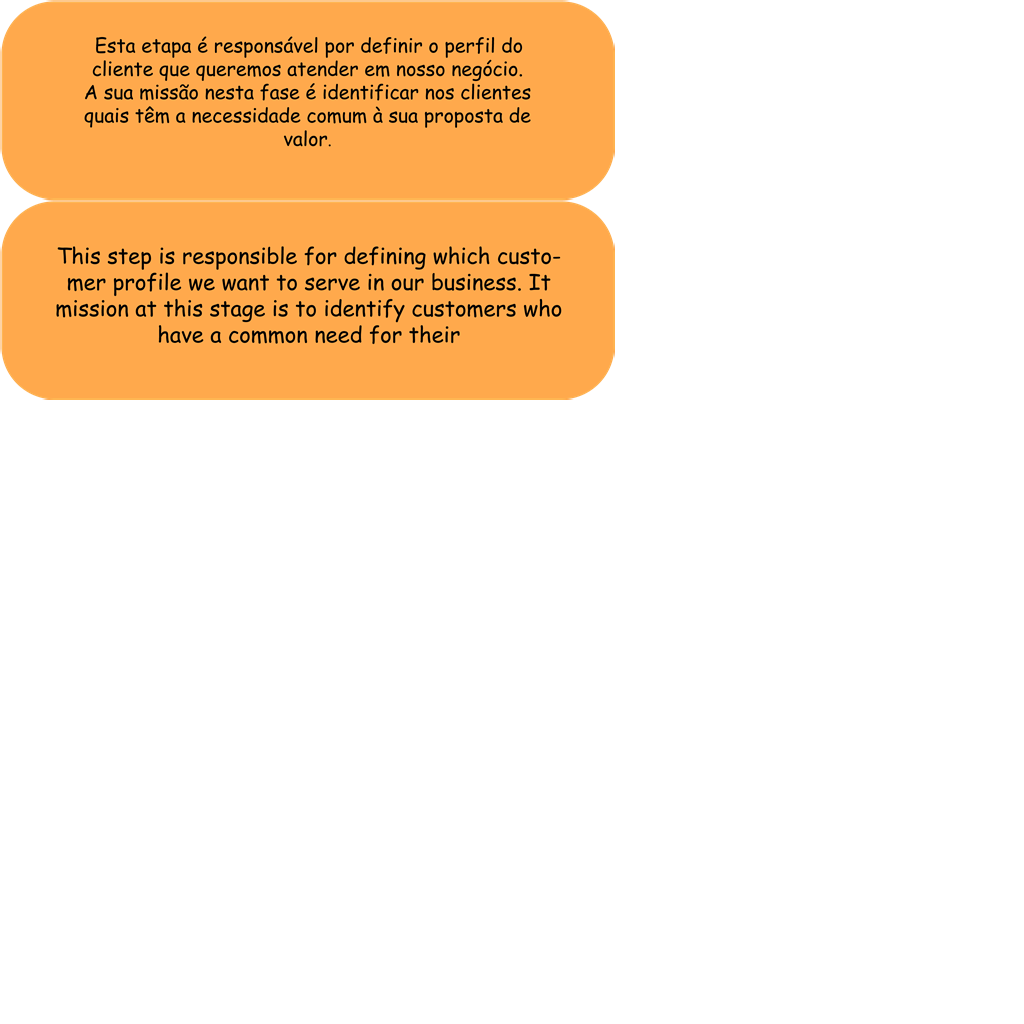 Esta etapa é responsável por definir o perfil do
cliente que queremos atender em nosso negócio.
A sua missão nesta fase é identificar nos clientes
quais têm a necessidade comum à sua proposta de
valor.
This step is responsible for defining which custo-
mer profile we want to serve in our business. It
mission at this stage is to identify customers who
have a common need for their